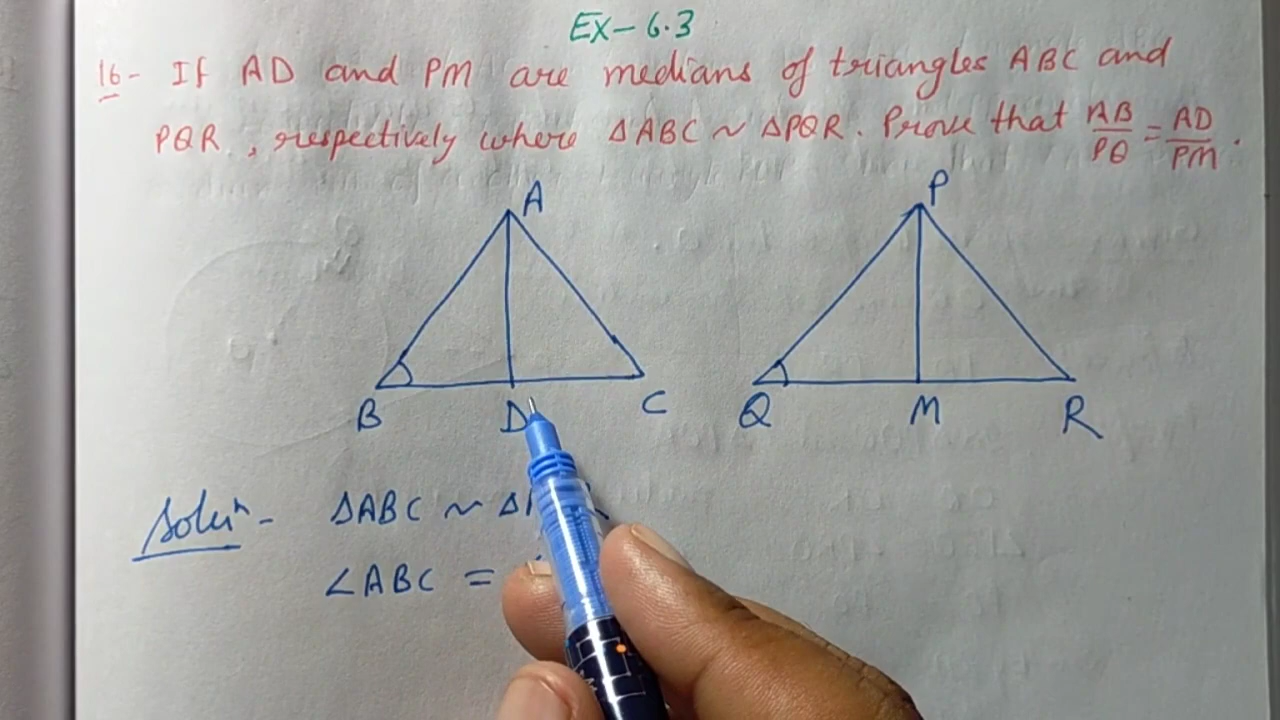 Ex-6.3
16- If AD and PM are medians of triangles ABC and
PQR, respectively where ΔABC ~ ΔPQR. Prove that AB/PQ = AD/PM.
A
P
B
D
C
Q
M
R
Soluⁿ- ΔABC ~ Δ
∠ABC =